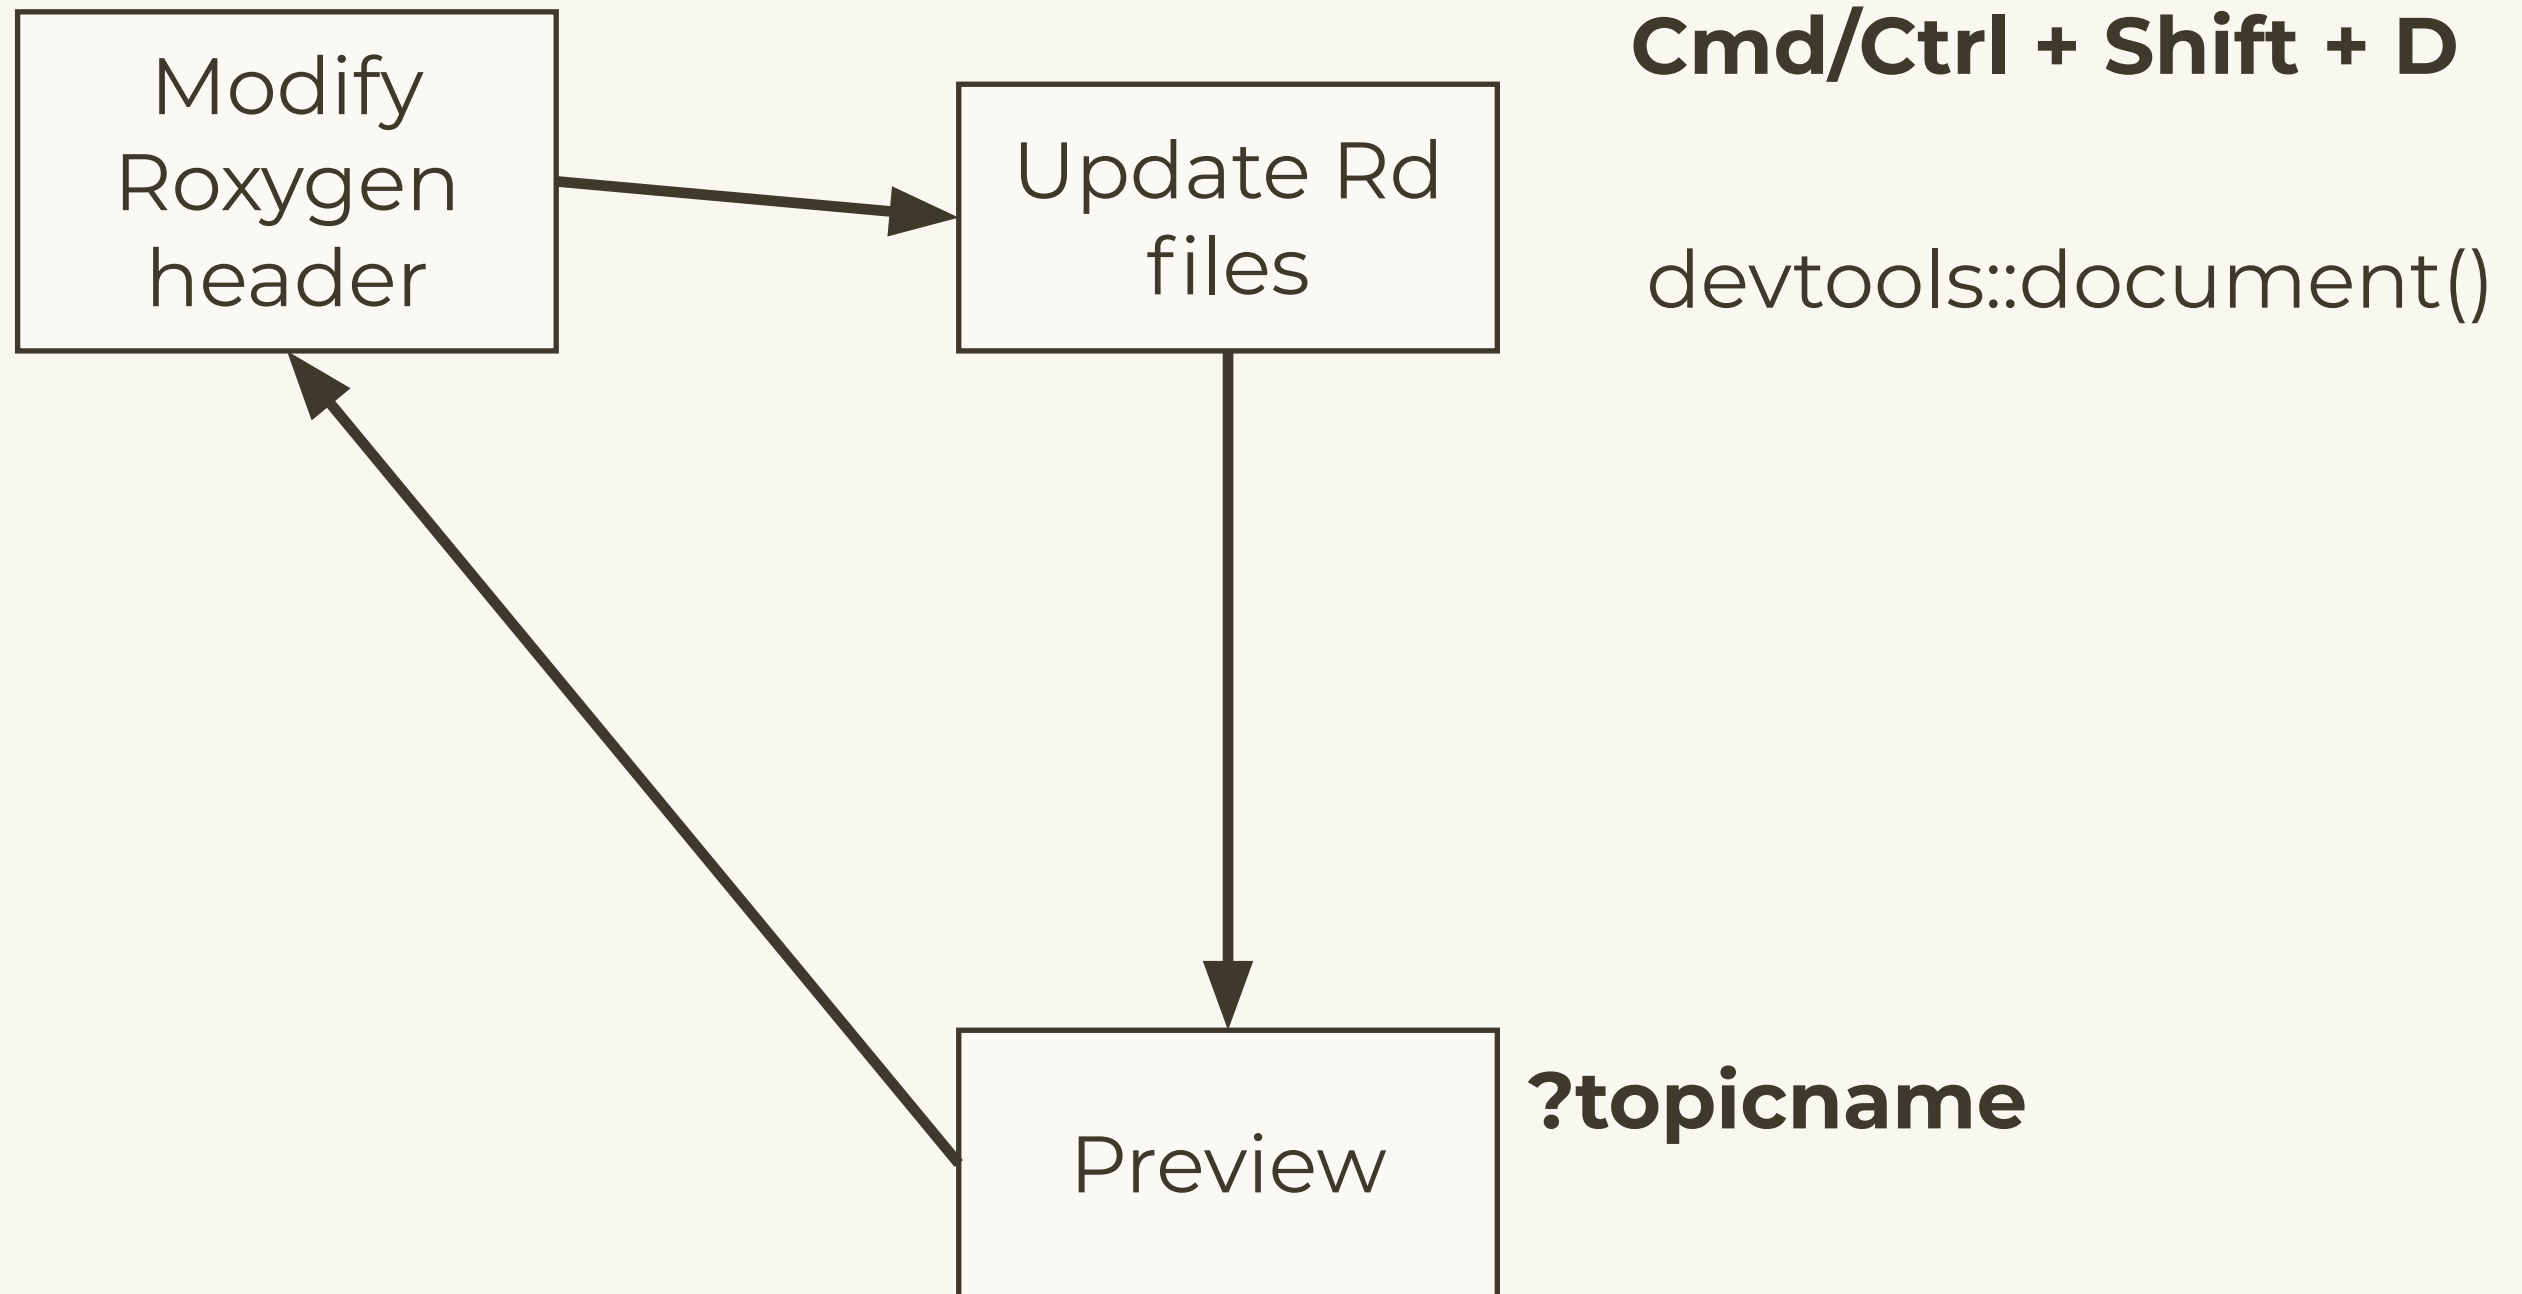 Modify
Roxygen
header
Update Rd
files
Cmd/Ctrl + Shift + D
devtools::document()
Preview
?topicname